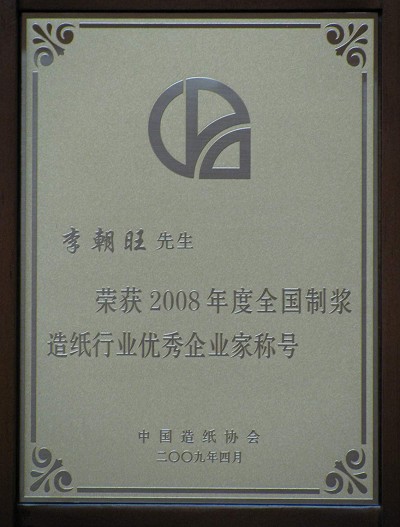 李朝旺 先生
荣获 2008 年度全国制浆
造纸行业优秀企业家称号
中国造纸协会
二〇〇九年四月